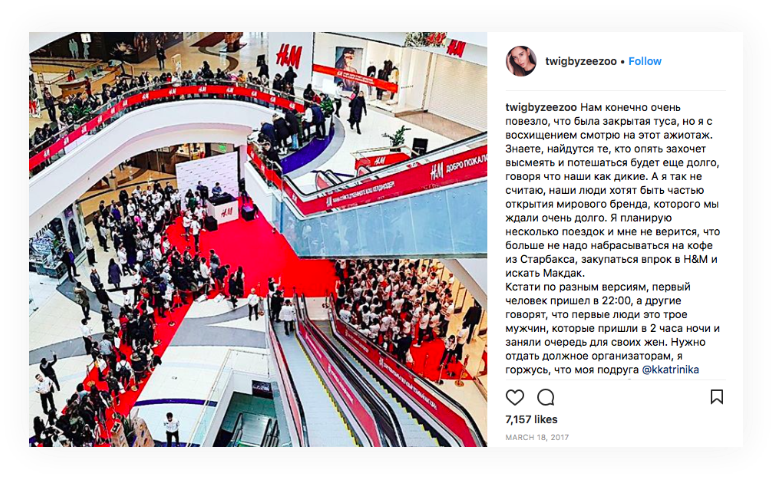 H&M
twigbyzeezoo • Follow
twigbyzeezoo Нам конечно очень
повезло, что была закрытая туса, но я с
восхищением смотрю на этот ажиотаж.
Знаете, найдутся те, кто опять захочет
высмеять и потешаться будет еще долго,
говоря что наши как дикие. А я так не
считаю, наши люди хотят быть частью
открытия мирового бренда, которого мы
ждали очень долго. Я планирую
несколько поездок и мне не верится, что
больше не надо набрасываться на кофе
из Старбакса, закупаться впрок в H&M и
искать Макдак.
Кстати по разным версиям, первый
человек пришел в 22:00, а другие
говорят, что первые люди это трое
мужчин, которые пришли в 2 часа ночи и
заняли очередь для своих жен. Нужно
отдать должное организаторам, я
горжусь, что моя подруга @kkatrinika
7,157 likes
MARCH 18, 2017
H&M ДОБРО ПОЖАЛА
H&M
H&M